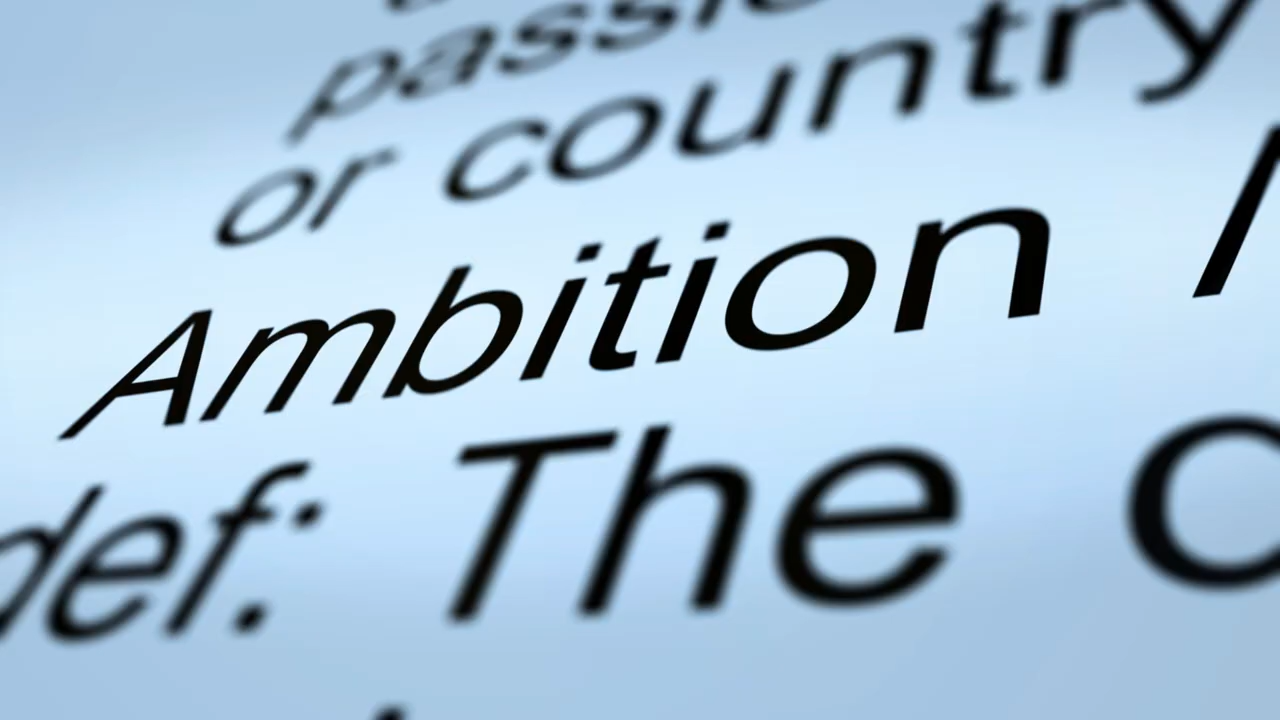 or country
Ambition /
def: The